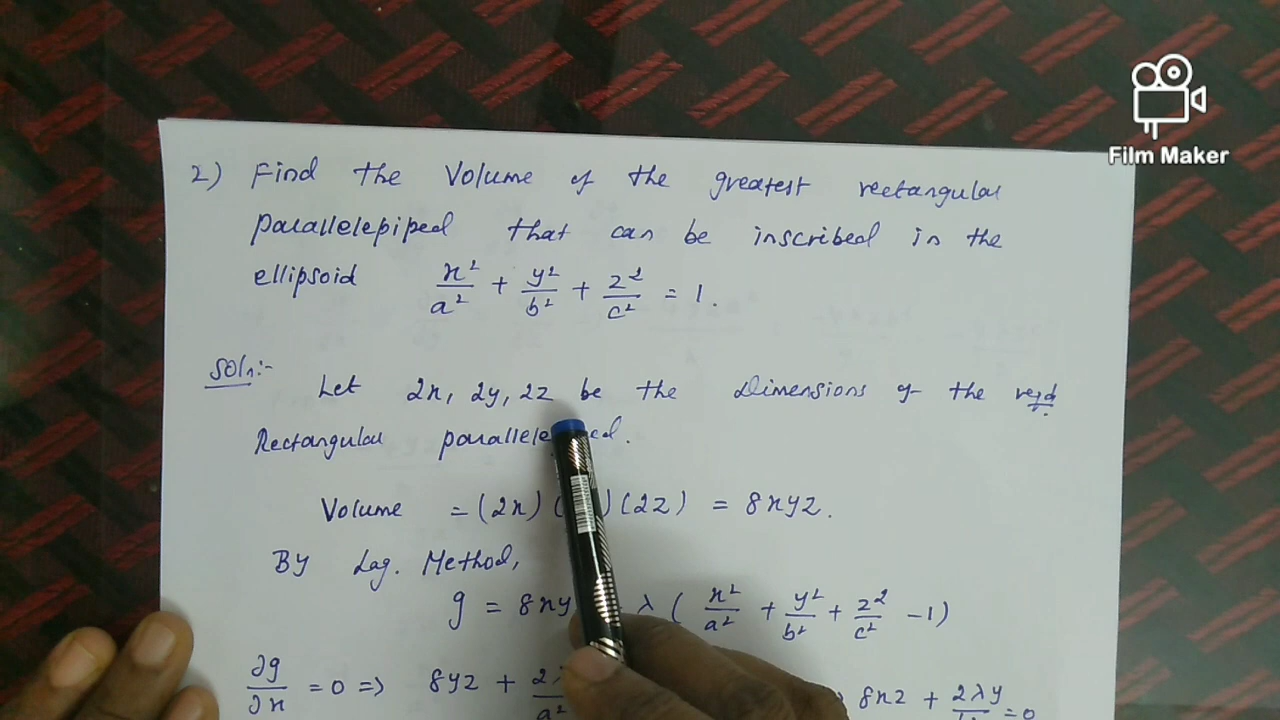 Film Maker
2) Find the Volume of the greatest rectangular
parallelepiped that can be inscribed in the
ellipsoid x²/a² + y²/b² + z²/c² = 1.
Soln:-
Let 2x, 2y, 2z be the Dimensions of the reqd.
Rectangular
Volume = (2x) ( ) (2z) = 8xyz.
By Lag. Method,
g = 8xy λ ( x²/a² + y²/b² + z²/c² - 1)
∂g/∂x = 0 => 8yz + 8xz + 2λy = 0